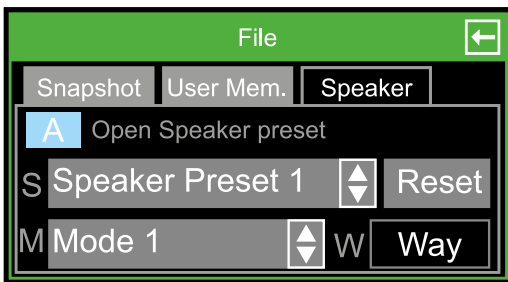 File
Snapshot User Mem. Speaker
A Open Speaker preset
S Speaker Preset 1 Reset
M Mode 1 W Way